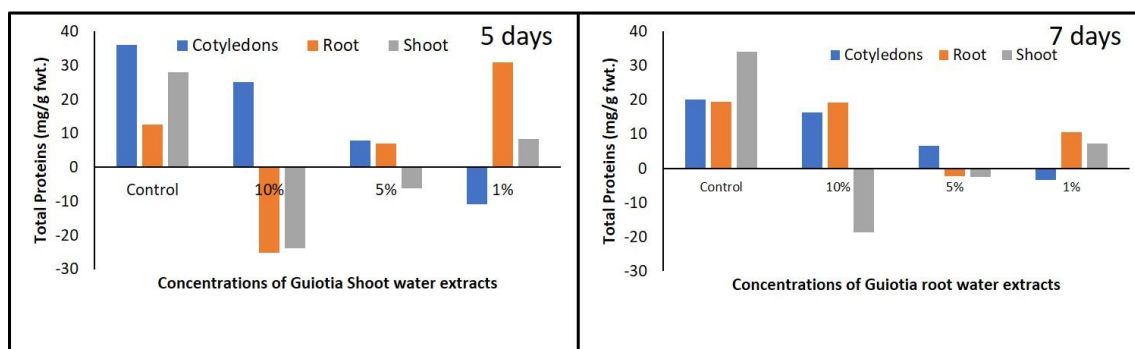 5 days
Total Proteins (mg/g fwt.)
40
30
20
10
0
-10
-20
-30
Cotyledons Root Shoot
Control 10% 5% 1%
Concentrations of Guiotia Shoot water extracts
7 days
Total Proteins (mg/g fwt.)
40
30
20
10
0
-10
-20
-30
Cotyledons Root Shoot
Control 10% 5% 1%
Concentrations of Guiotia root water extracts